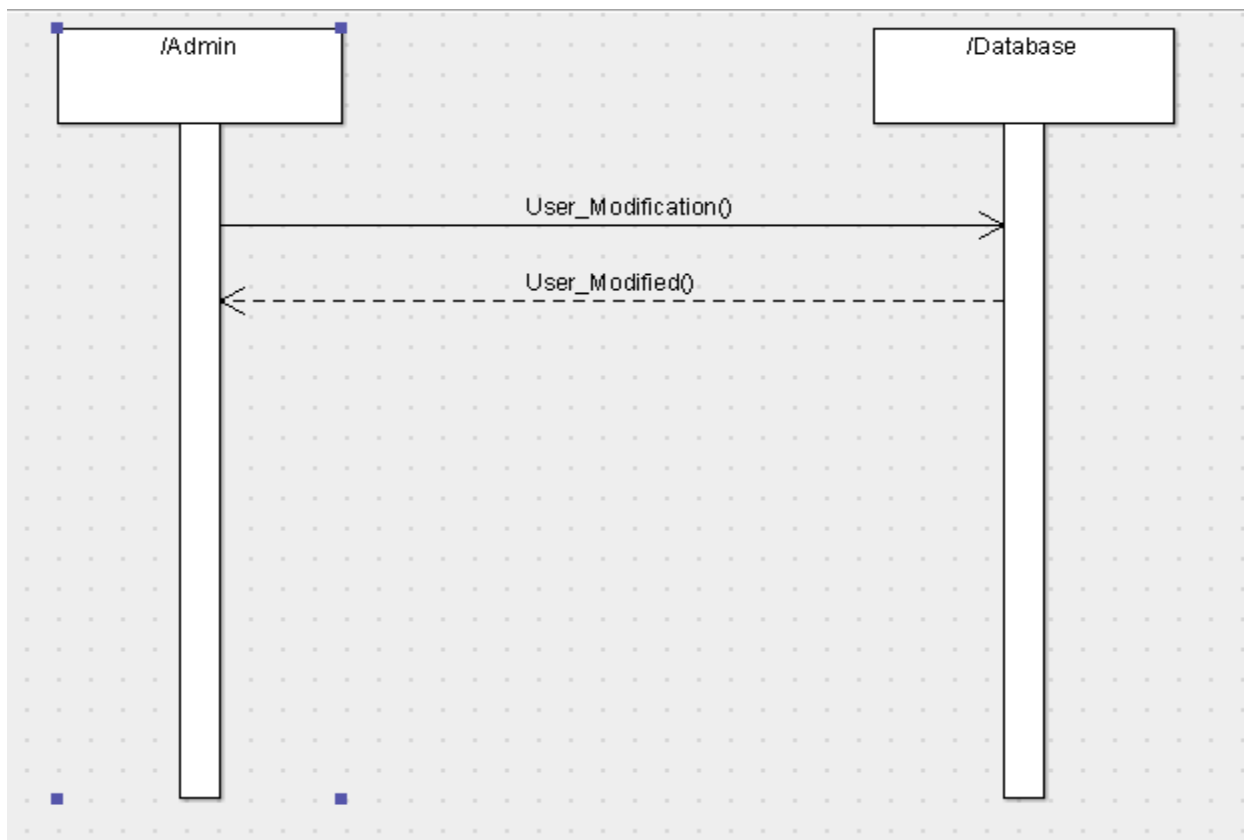 /Admin
/Database
User_Modification()
User_Modified()